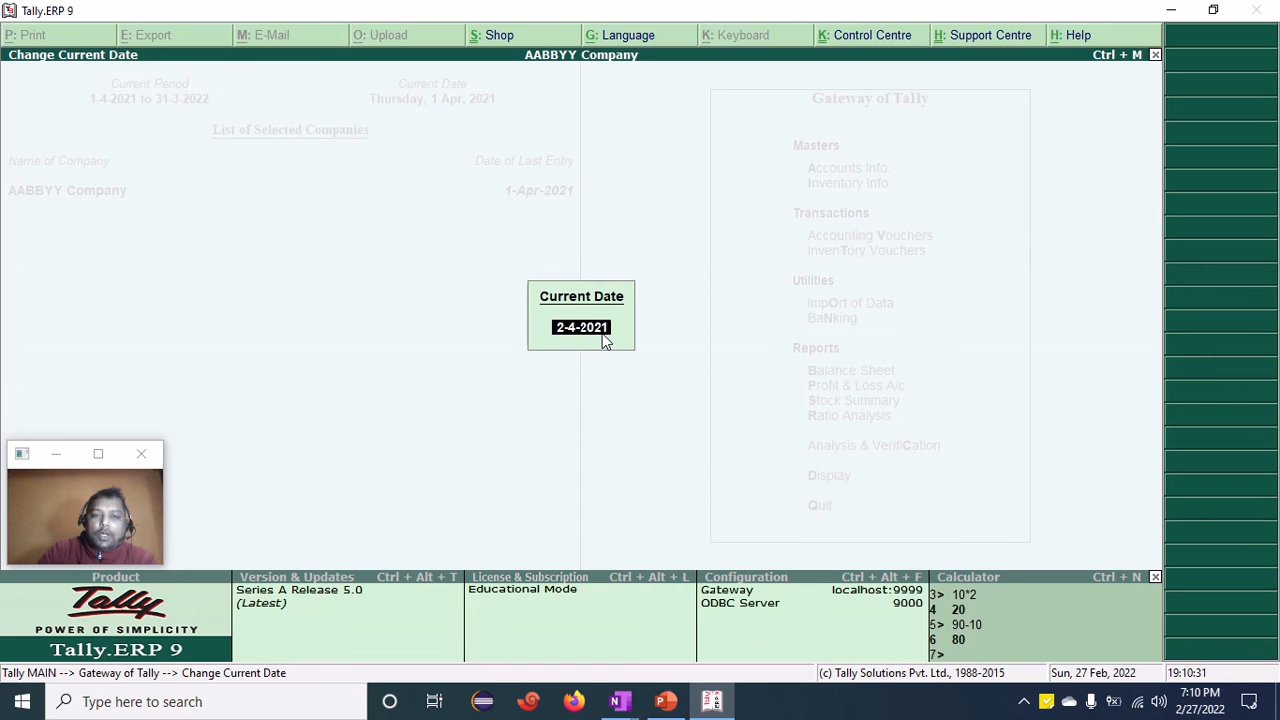 Tally.ERP 9
P: Print
E: Export
M: E-Mail
O: Upload
S: Shop
G: Language
K: Keyboard
K: Control Centre
H: Support Centre
H: Help
Change Current Date
AABBYY Company
Ctrl + M
Current Period
1-4-2021 to 31-3-2022
Current Date
Thursday, 1 Apr, 2021
List of Selected Companies
Name of Company
Date of Last Entry
AABBYY Company
1-Apr-2021
Gateway of Tally
Masters
Accounts Info.
Inventory Info.
Transactions
Accounting Vouchers
InvenTory Vouchers
Utilities
ImpOrt of Data
BaNking
Reports
Balance Sheet
Profit & Loss A/c
Stock Summary
Ratio Analysis
Analysis & VerifiCation
Display
Quit
Current Date
2-4-2021
Product
Tally
POWER OF SIMPLICITY
Tally.ERP 9
Version & Updates
Ctrl + Alt + T
Series A Release 5.0
(Latest)
License & Subscription
Ctrl + Alt + L
Educational Mode
Configuration
Ctrl + Alt + F
Gateway
localhost:9999
ODBC Server
9000
Calculator
Ctrl + N
3> 10*2
4 20
5> 90-10
6 80
7>
Tally MAIN --> Gateway of Tally --> Change Current Date
(c) Tally Solutions Pvt. Ltd., 1988-2015
Sun, 27 Feb, 2022
19:10:31
Type here to search
7:10 PM
2/27/2022